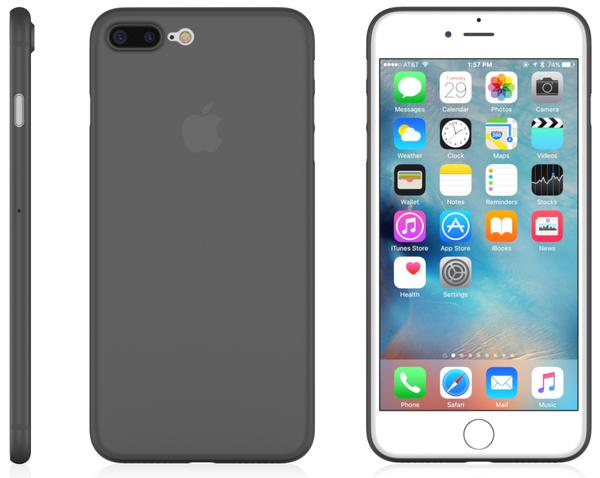 AT&T 1:57 PM 74%
Tuesday
29
Messages Calendar Photos Camera
280
Weather Clock Maps Videos
Wallet Notes Reminders Stocks
iTunes Store App Store iBooks News
Health Settings
Phone Safari Mail Music